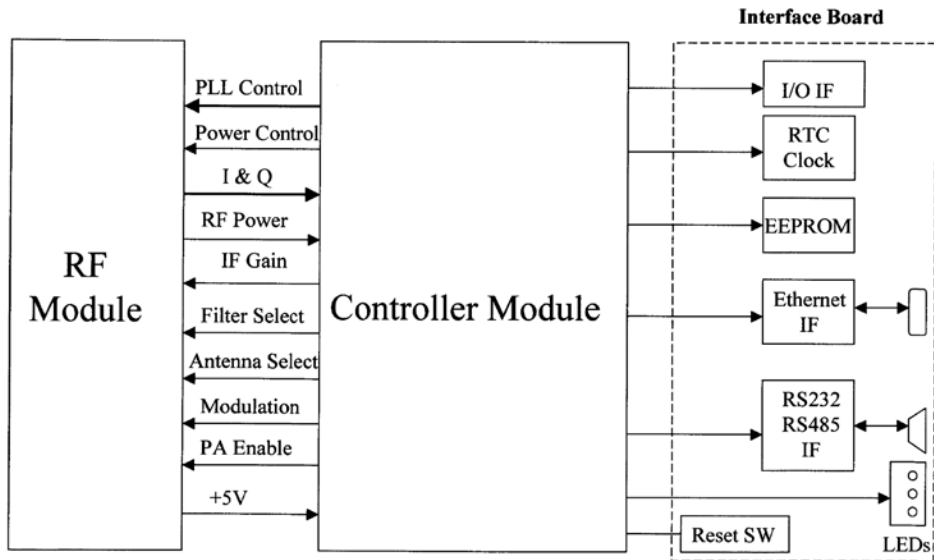 Interface Board
RF
Module
PLL Control
Power Control
I & Q
RF Power
IF Gain
Filter Select
Antenna Select
Modulation
PA Enable
+5V
Controller Module
I/O IF
RTC
Clock
EEPROM
Ethernet
IF
RS232
RS485
IF
LEDs
Reset SW